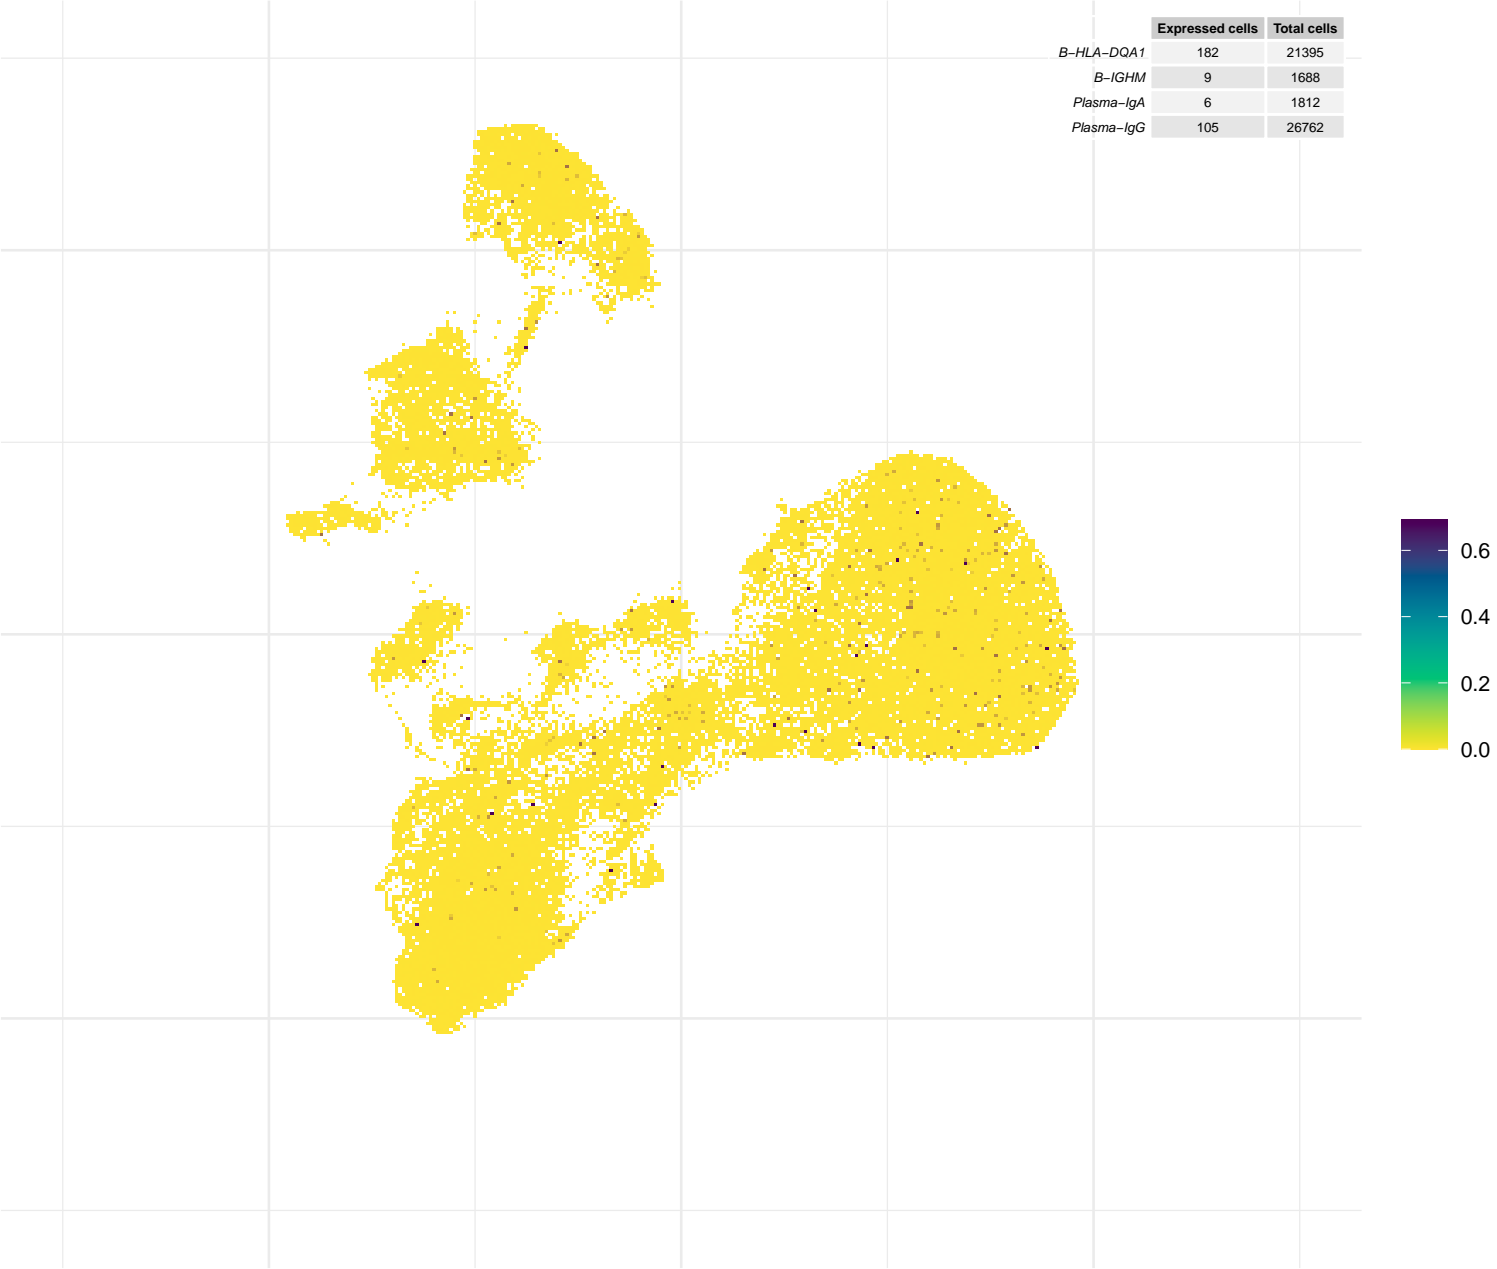 Expressed cells Total cells
B−HLA−DQA1 182 21395
B−IGHM 9 1688
Plasma−IgA 6 1812
Plasma−IgG 105 26762
0.6
0.4
0.2
0.0